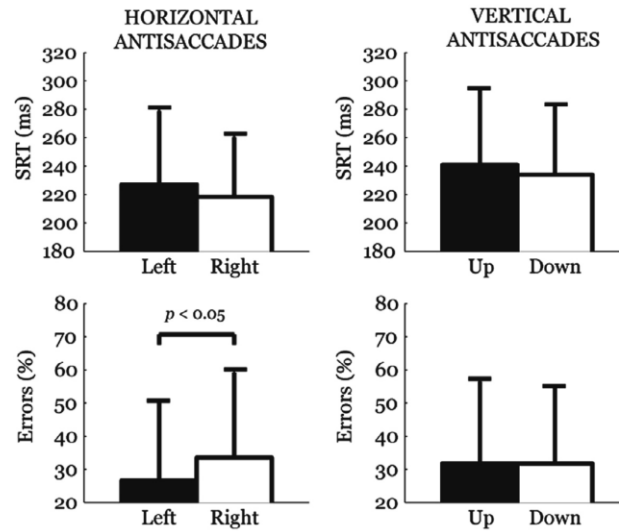 HORIZONTAL
ANTISACCADES
SRT (ms)
320
300
280
260
240
220
200
180
Left Right
VERTICAL
ANTISACCADES
SRT (ms)
320
300
280
260
240
220
200
180
Up Down
Errors (%)
80
70
60
50
40
30
20
p < 0.05
Left Right
Errors (%)
80
70
60
50
40
30
20
Up Down